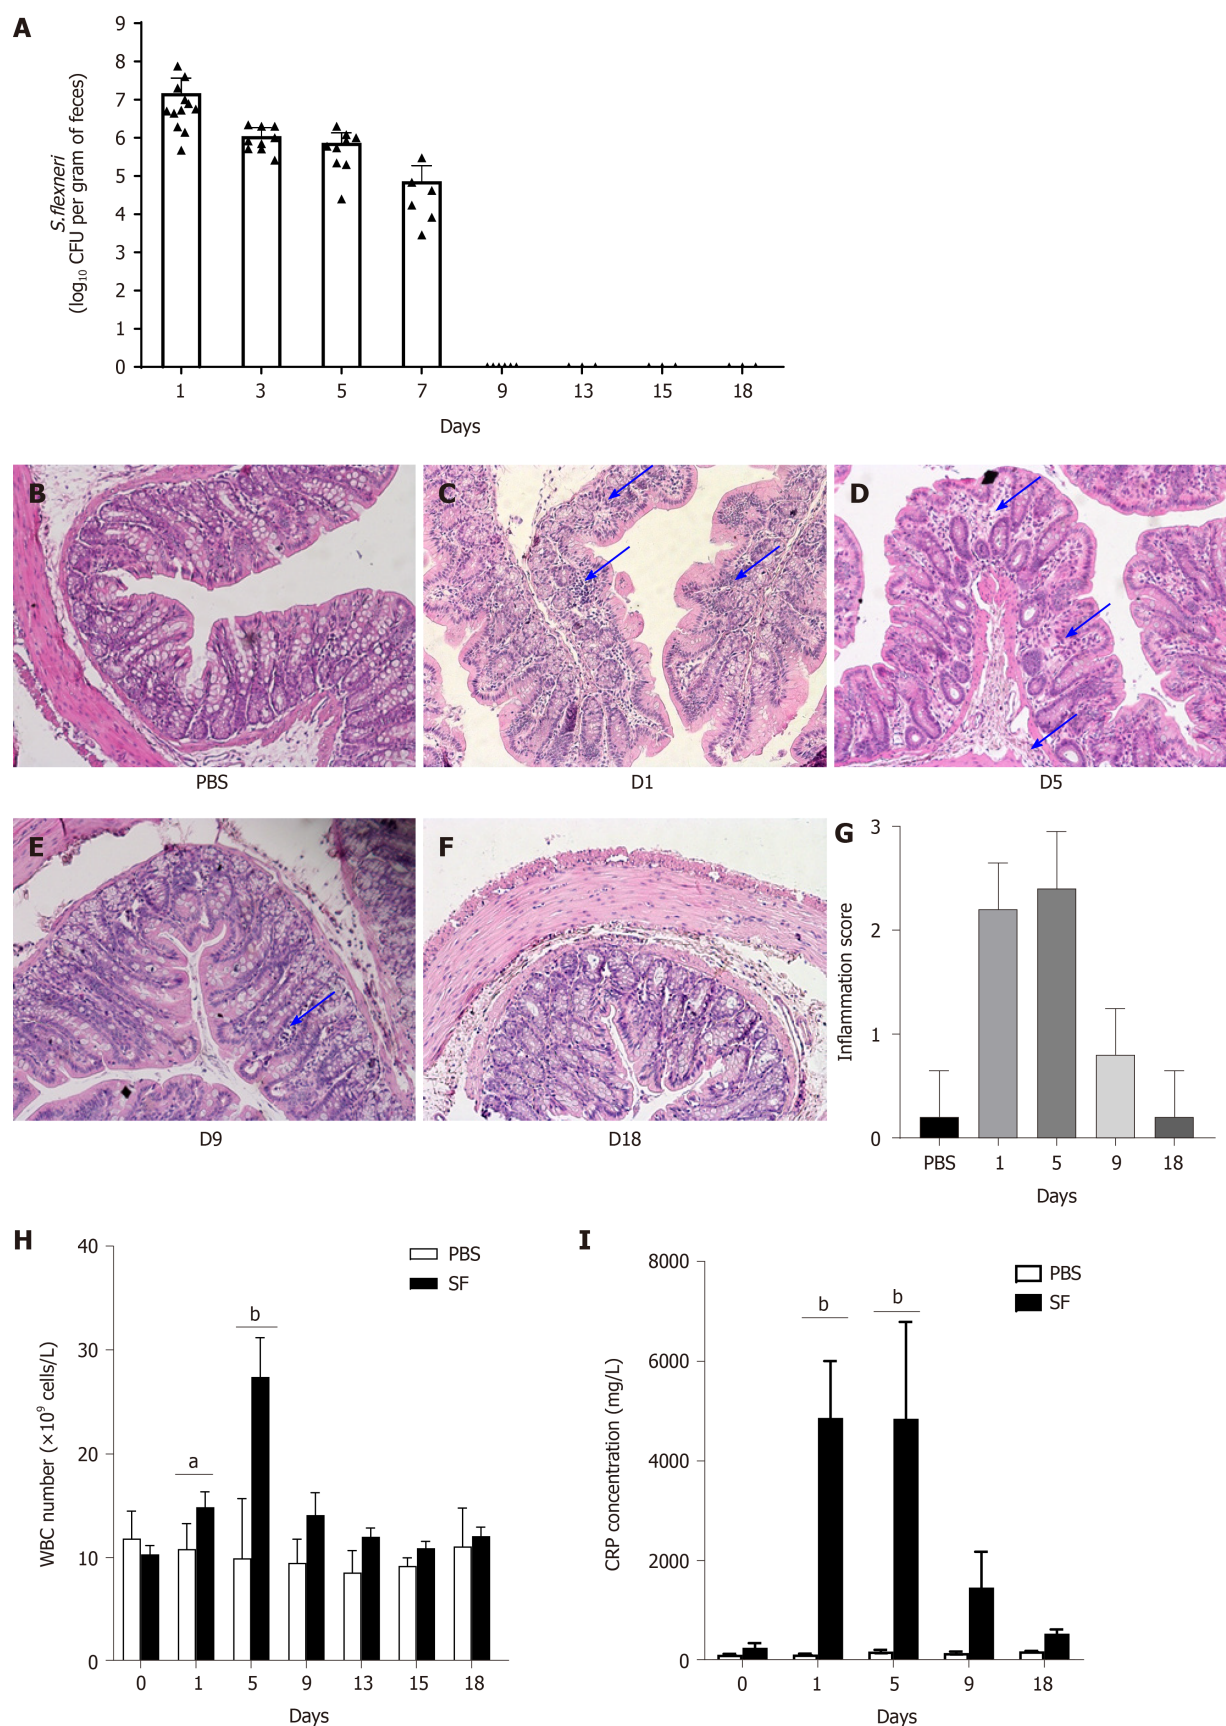 A
9
8
7
6
5
4
3
2
1
0
S.flexneri
(log₁₀ CFU per gram of feces)
1 3 5 7 9 13 15 18
Days
B
C
D
PBS
D1
D5
E
F
G
D9
D18
3
2
1
0
Inflammation score
PBS 1 5 9 18
Days
H
40
30
20
10
0
WBC number (×10⁹ cells/L)
PBS
SF
a
b
0 1 5 9 13 15 18
Days
I
8000
6000
4000
2000
0
CRP concentration (mg/L)
PBS
SF
b
b
0 1 5 9 18
Days